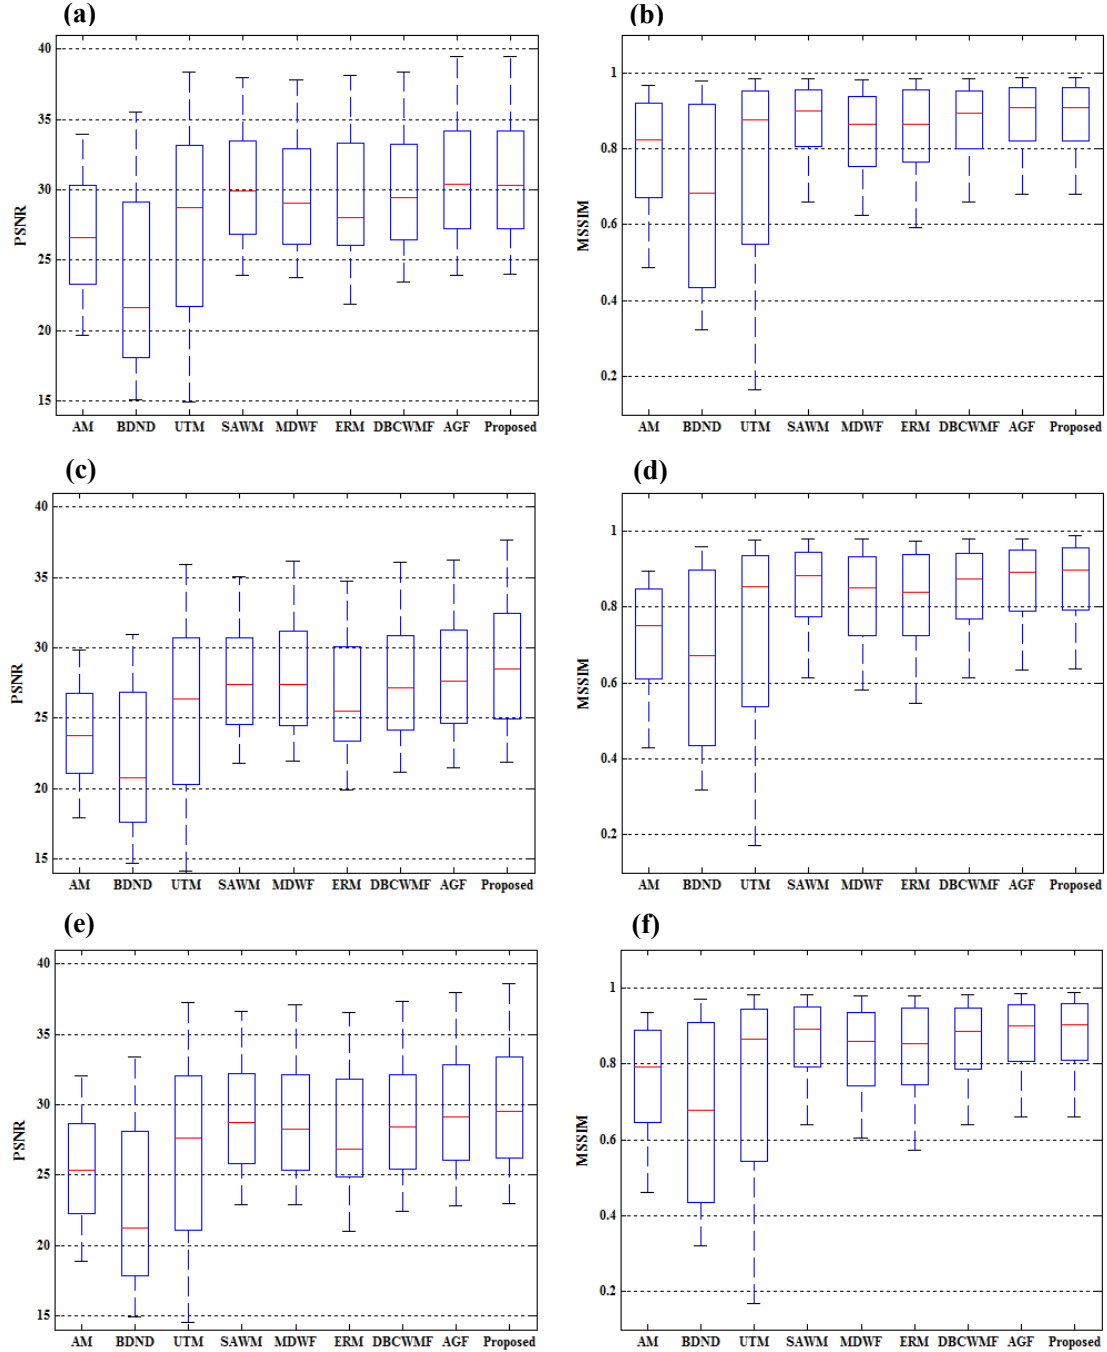 (a)
40
35
30
25
20
15
PSNR
AM BDND UTM SAWM MDWF ERM DBCWMF AGF Proposed
(b)
1
0.8
0.6
0.4
0.2
MSSIM
AM BDND UTM SAWM MDWF ERM DBCWMF AGF Proposed
(c)
40
35
30
25
20
15
PSNR
AM BDND UTM SAWM MDWF ERM DBCWMF AGF Proposed
(d)
1
0.8
0.6
0.4
0.2
MSSIM
AM BDND UTM SAWM MDWF ERM DBCWMF AGF Proposed
(e)
40
35
30
25
20
15
PSNR
AM BDND UTM SAWM MDWF ERM DBCWMF AGF Proposed
(f)
1
0.8
0.6
0.4
0.2
MSSIM
AM BDND UTM SAWM MDWF ERM DBCWMF AGF Proposed